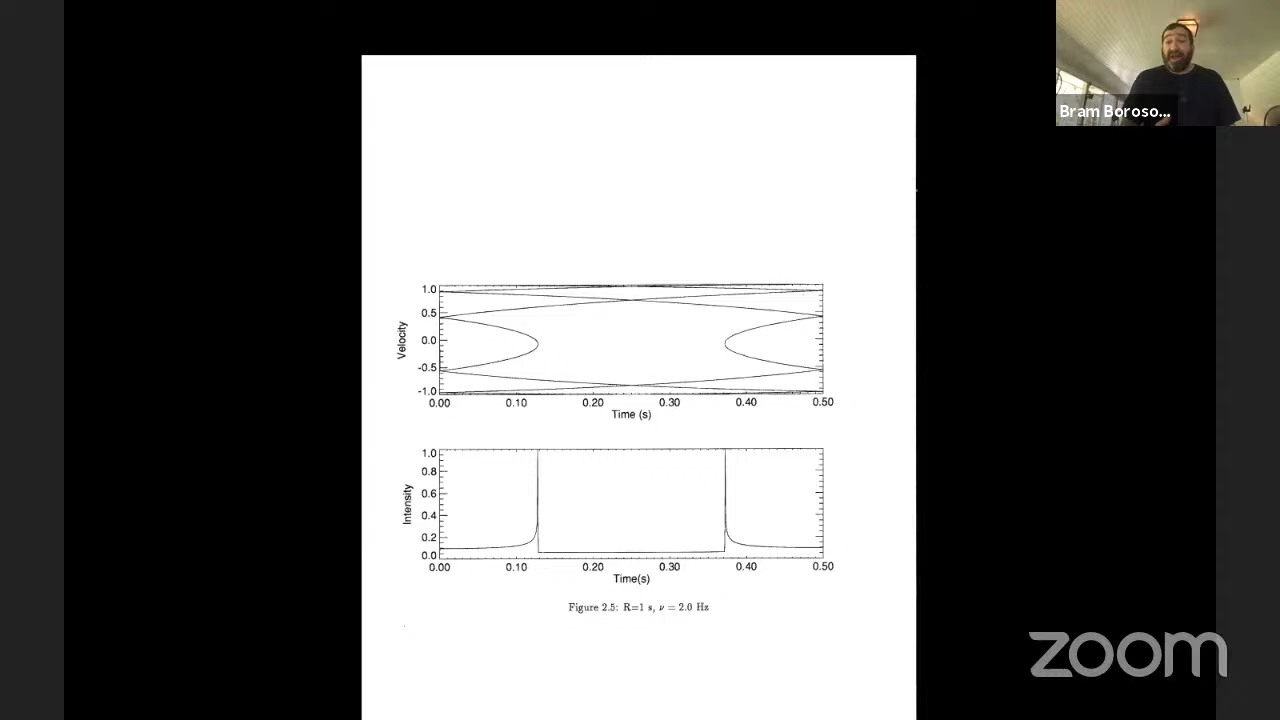 Bram Boroso...
1.0
0.5
0.0
-0.5
-1.0
Velocity
0.00 0.10 0.20 0.30 0.40 0.50
Time (s)
1.0
0.8
0.6
0.4
0.2
0.0
Intensity
0.00 0.10 0.20 0.30 0.40 0.50
Time(s)
Figure 2.5: R=1 s, ν = 2.0 Hz
zoom